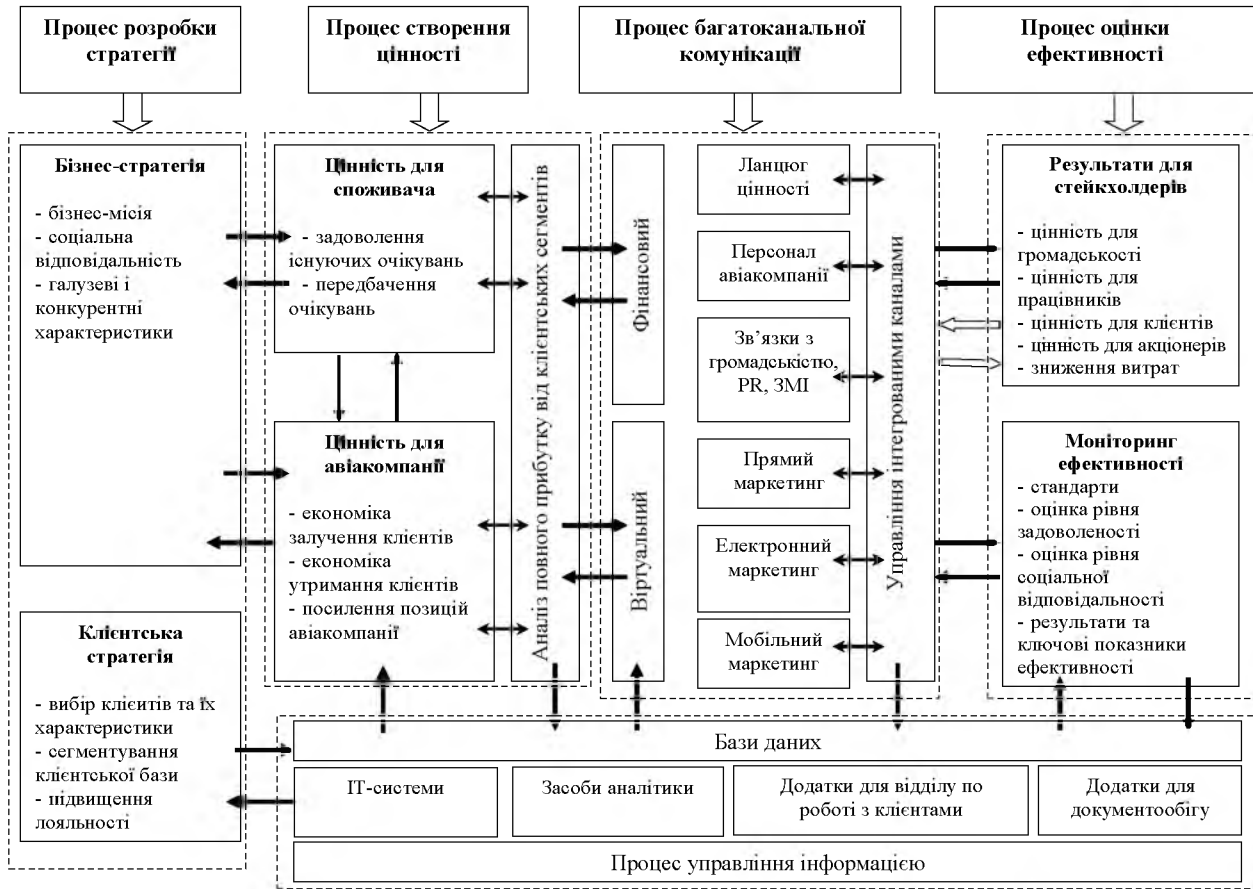 Процес розробки
стратегії
Процес створення
цінності
Процес багатоканальної
комунікації
Процес оцінки
ефективності
Бізнес-стратегія
- бізнес-місія
- соціальна
відповідальність
- галузеві і
конкурентні
характеристики
Клієнтська
стратегія
- вибір клієнтів та їх
характеристики
- сегментування
клієнтської бази
- підвищення
лояльності
Цінність для
споживача
- задоволення
існуючих очікувань
- передбачення
очікувань
Цінність для
авіакомпанії
- економіка
залучення клієнтів
- економіка
утримання клієнтів
- посилення позицій
авіакомпанії
Аналіз повного прибутку від клієнтських сегментів
Фінансовий
Віртуальний
Ланцюг
цінності
Персонал
авіакомпанії
Зв’язки з
громадськістю,
PR, ЗМІ
Прямий
маркетинг
Електронний
маркетинг
Мобільний
маркетинг
Управління інтегрованими каналами
Результати для
стейкхолдерів
- цінність для
громадськості
- цінність для
працівників
- цінність для клієнтів
- цінність для акціонерів
- зниження витрат
Моніторинг
ефективності
- стандарти
- оцінка рівня
задоволеності
- оцінка рівня
соціальної
відповідальності
- результати та
ключові показники
ефективності
Бази даних
ІТ-системи
Засоби аналітики
Додатки для відділу по
роботі з клієнтами
Додатки для
документообігу
Процес управління інформацією